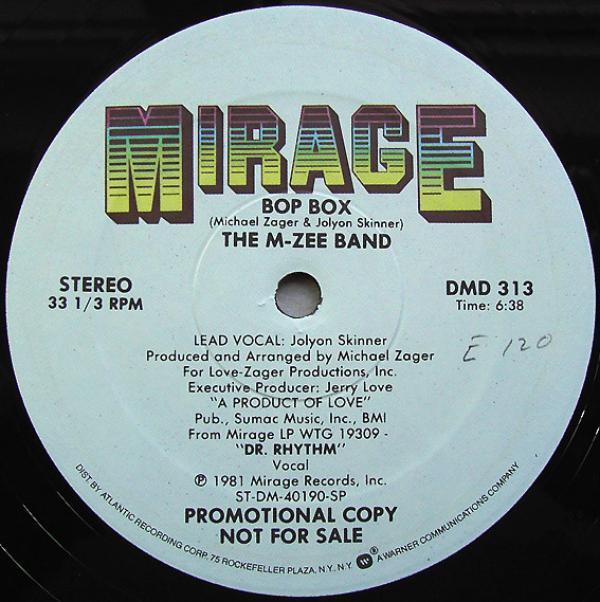 MIRAGE
BOP BOX
(Michael Zager & Jolyon Skinner)
THE M-ZEE BAND
STEREO
33 1/3 RPM
DMD 313
Time: 6:38
E 120
LEAD VOCAL: Jolyon Skinner
Produced and Arranged by Michael Zager
For Love-Zager Productions, Inc.
Executive Producer: Jerry Love
"A PRODUCT OF LOVE"
Pub., Sumac Music, Inc., BMI
From Mirage LP WTG 19309 -
"DR. RHYTHM"
Vocal
℗ 1981 Mirage Records, Inc.
ST-DM-40190-SP
PROMOTIONAL COPY
NOT FOR SALE
DIST. BY ATLANTIC RECORDING CORP. 75 ROCKEFELLER PLAZA, N.Y. N.Y. W ® A WARNER COMMUNICATIONS COMPANY